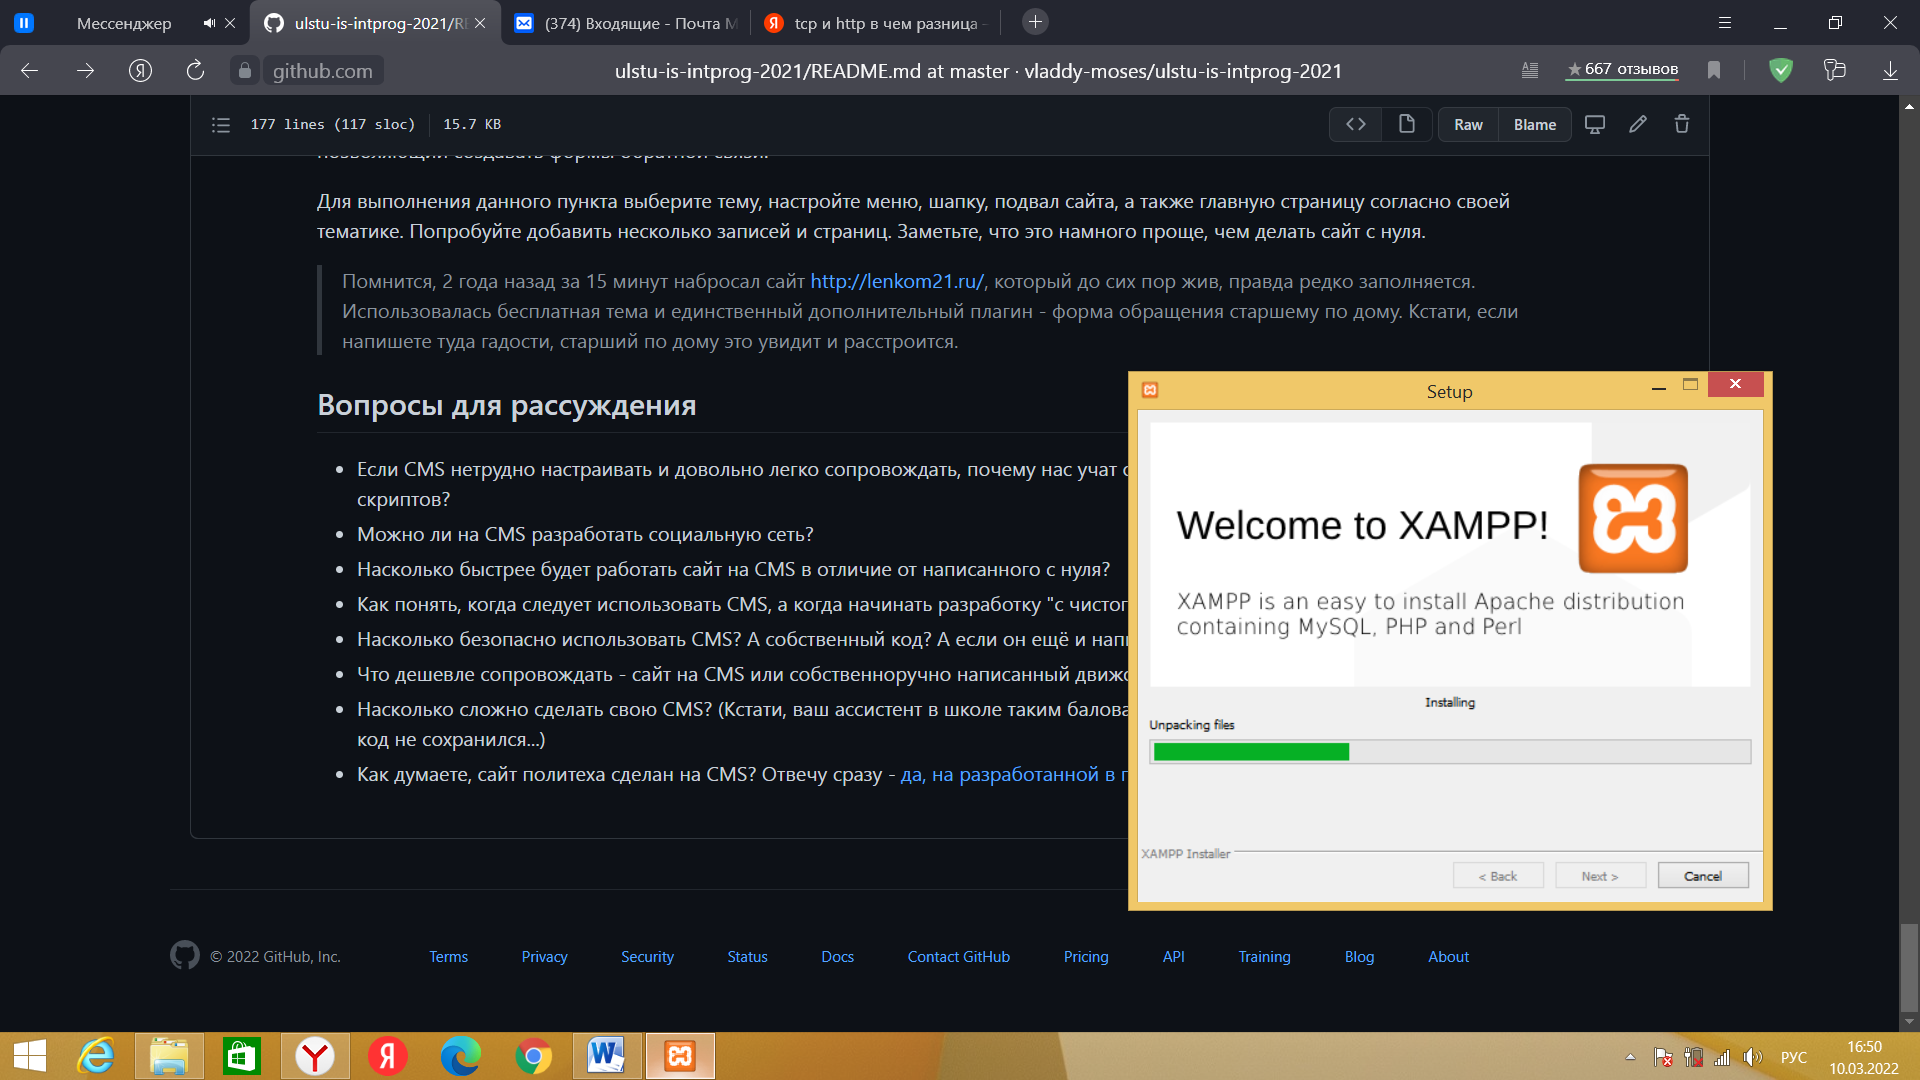 Мессенджер
ulstu-is-intprog-2021/RE
(374) Входящие - Почта M
tcp и http в чем разница -
github.com
ulstu-is-intprog-2021/README.md at master · vladdy-moses/ulstu-is-intprog-2021
★ 667 отзывов
177 lines (117 sloc)
15.7 KB
Raw
Blame
позволяющий создавать формы обратной связи.
Для выполнения данного пункта выберите тему, настройте меню, шапку, подвал сайта, а также главную страницу согласно своей
тематике. Попробуйте добавить несколько записей и страниц. Заметьте, что это намного проще, чем делать сайт с нуля.
Помнится, 2 года назад за 15 минут набросал сайт http://lenkom21.ru/, который до сих пор жив, правда редко заполняется.
Использовалась бесплатная тема и единственный дополнительный плагин - форма обращения старшему по дому. Кстати, если
напишете туда гадости, старший по дому это увидит и расстроится.
Вопросы для рассуждения
Если CMS нетрудно настраивать и довольно легко сопровождать, почему нас учат
скриптов?
Можно ли на CMS разработать социальную сеть?
Насколько быстрее будет работать сайт на CMS в отличие от написанного с нуля?
Как понять, когда следует использовать CMS, а когда начинать разработку "с
Насколько безопасно использовать CMS? А собственный код? А если он ещё и
Что дешевле сопровождать - сайт на CMS или собственноручно написанный
Насколько сложно сделать свою CMS? (Кстати, ваш ассистент в школе таким
код не сохранился...)
Как думаете, сайт политеха сделан на CMS? Отвечу сразу - да, на разработанной в
Setup
Welcome to XAMPP!
XAMPP is an easy to install Apache distribution
containing MySQL, PHP and Perl
Installing
Unpacking files
XAMPP Installer
< Back
Next >
Cancel
© 2022 GitHub, Inc.
Terms
Privacy
Security
Status
Docs
Contact GitHub
Pricing
API
Training
Blog
About
РУС
16:50
10.03.2022